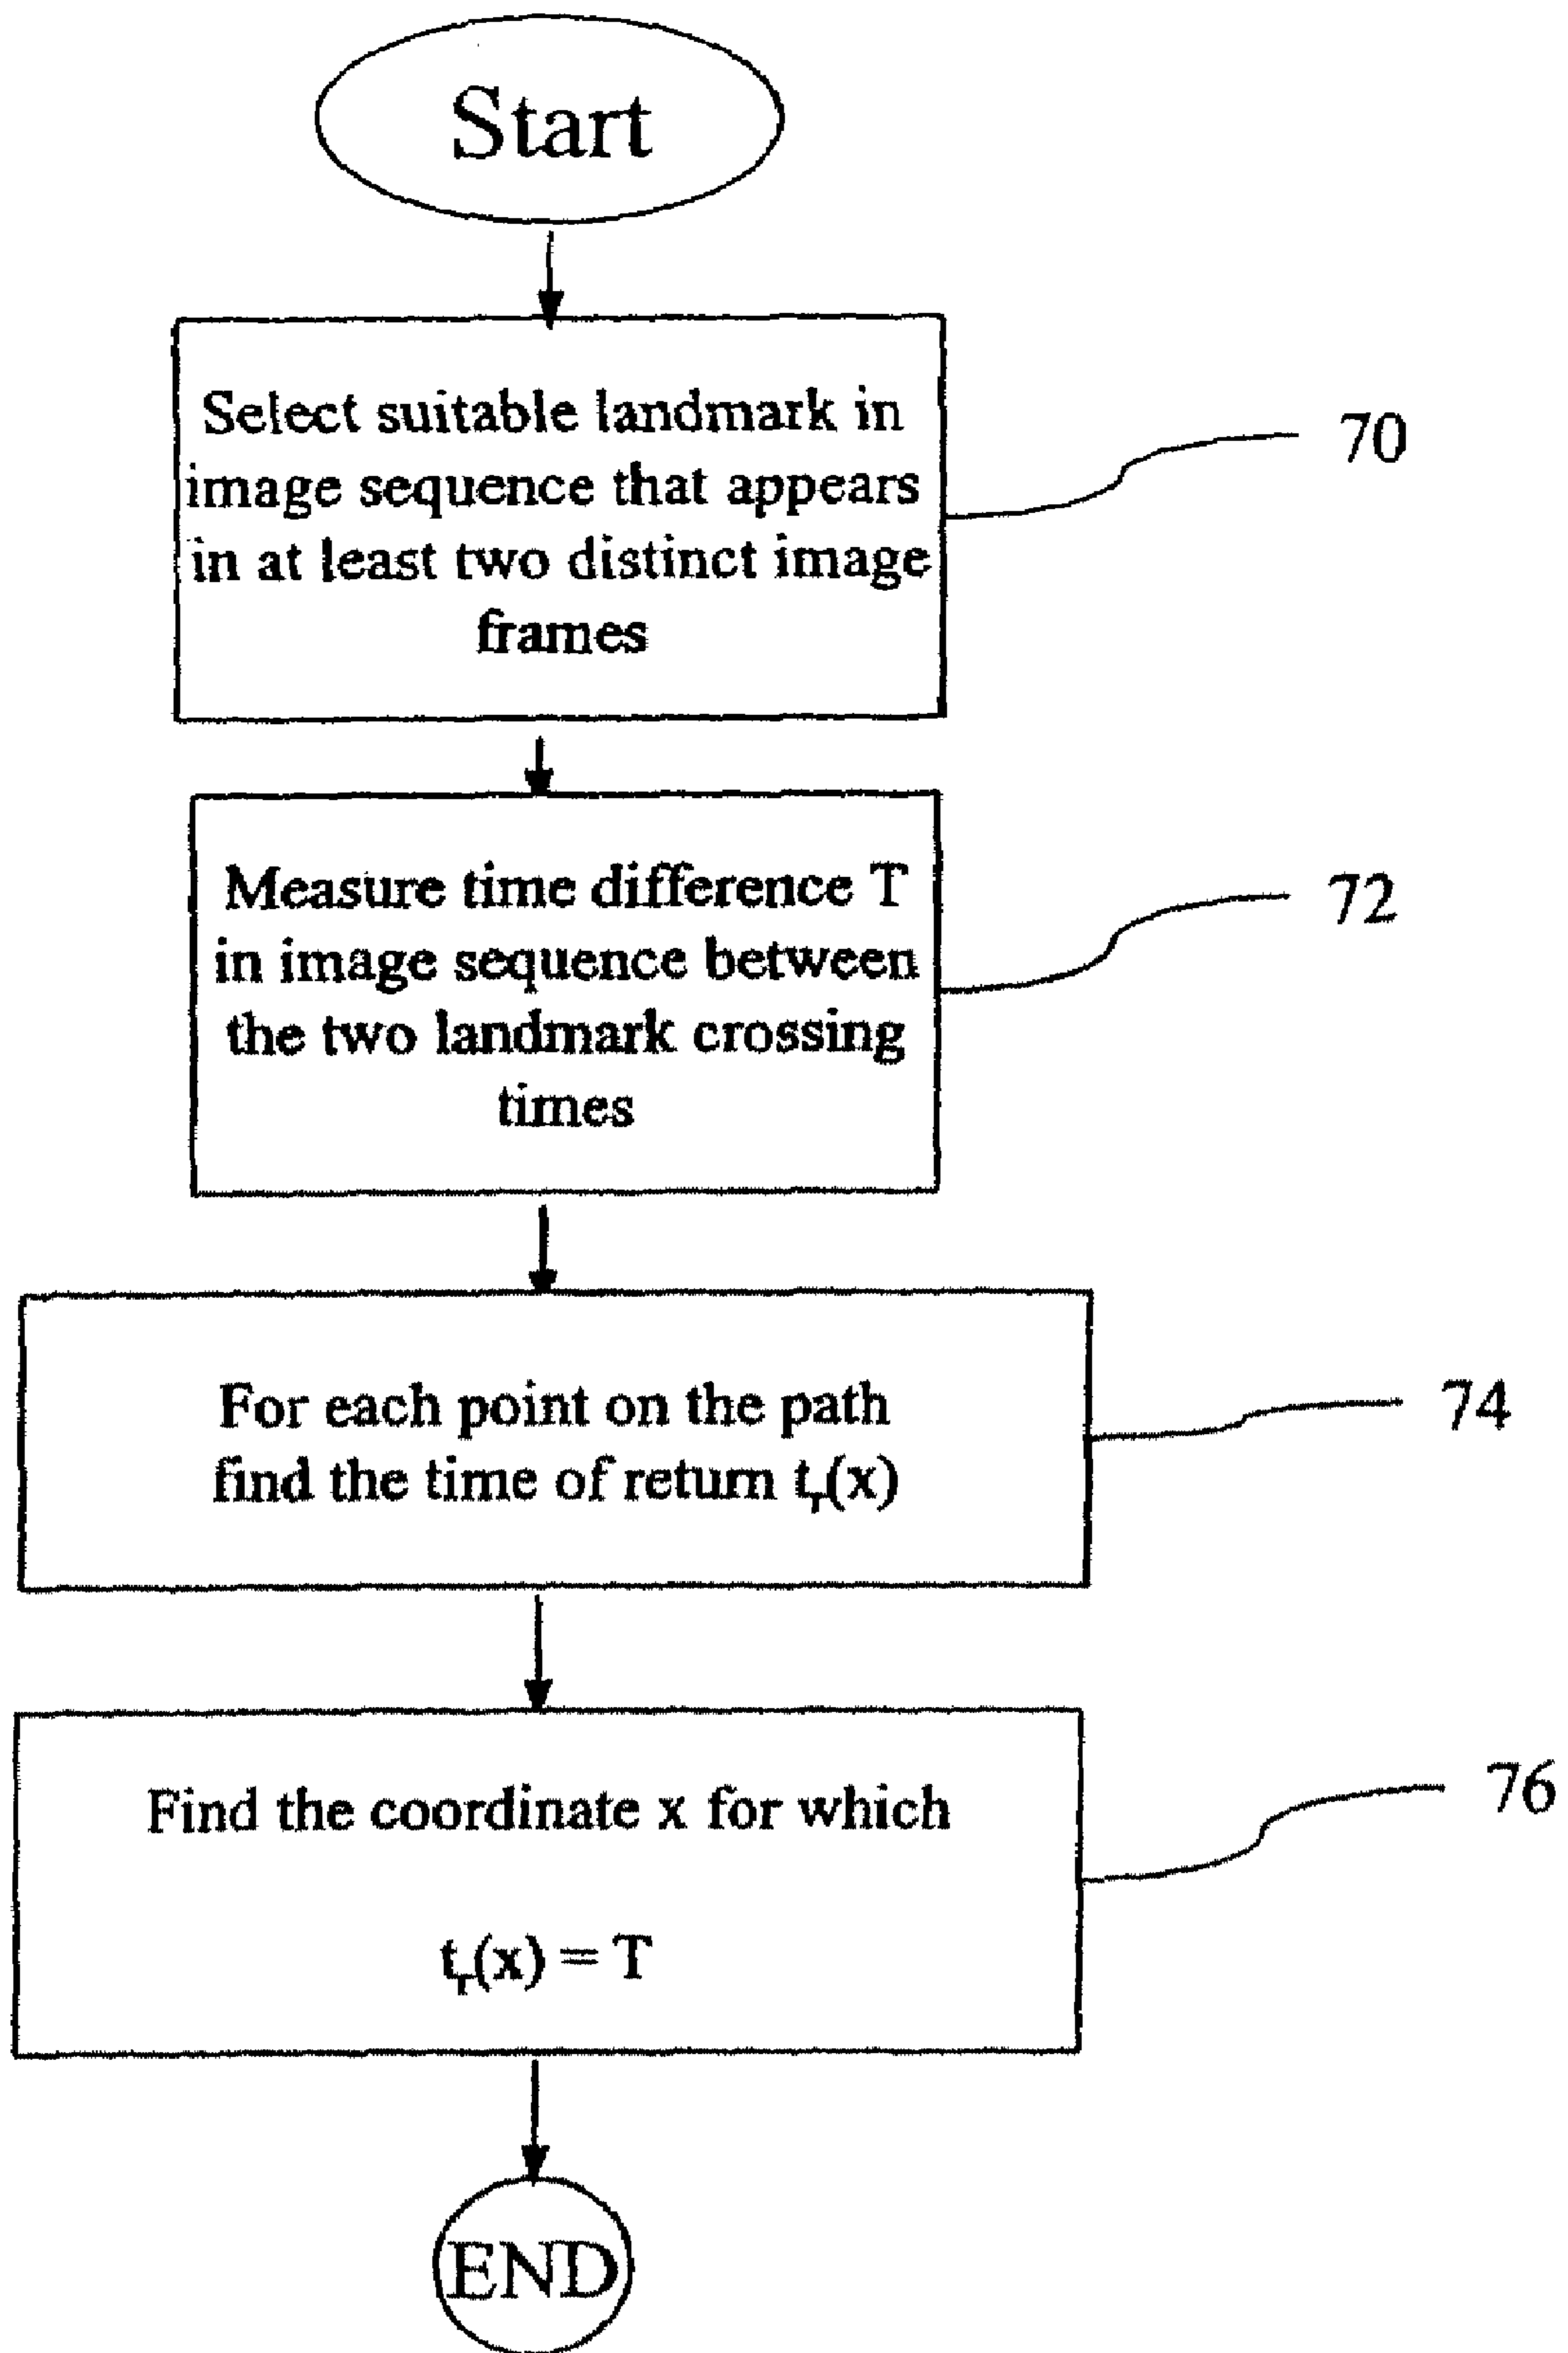 Start
Select suitable landmark in
image sequence that appears
in at least two distinct image
frames
70
Measure time difference T
in image sequence between
the two landmark crossing
times
72
For each point on the path
find the time of return tᵣ(x)
74
Find the coordinate x for which
tᵣ(x) = T
76
END